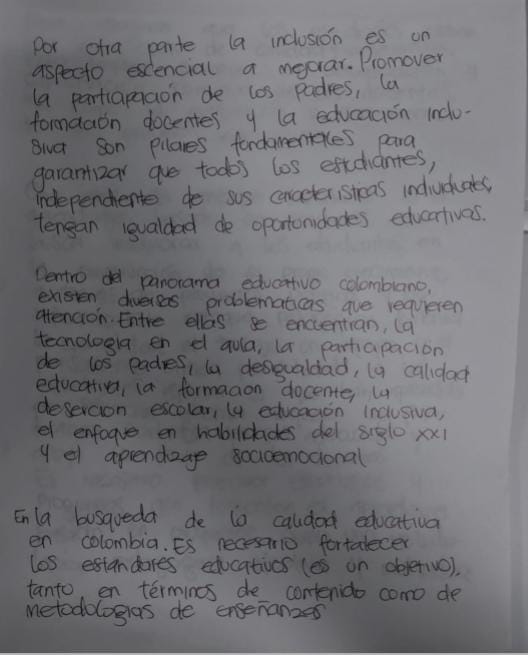 Por otra parte la inclusión es un
aspecto escencial a mejorar. Promover
la participación de los padres, la
formación docentes y la educación inclu-
siva son pilares fundamentales para
garantizar que todos los estudiantes,
independiente de sus caracteristicas individuales,
tengan igualdad de oportunidades educativas.
Dentro del panorama educativo colombiano,
existen diversas problematicas que requieren
atención. Entre ellas se encuentran, la
tecnologia en el aula, la participación
de los padres, la desigualdad, la calidad
educativa, la formacion docente, la
desercion escolar, la educación inclusiva,
el enfoque en habilidades del siglo XXI
y el aprendizaje socioemocional
En la busqueda de la calidad educativa
en colombia. Es necesario fortalecer
los estandares educativos (es un objetivo),
tanto en términos de contenido como de
metodologias de enseñanzas